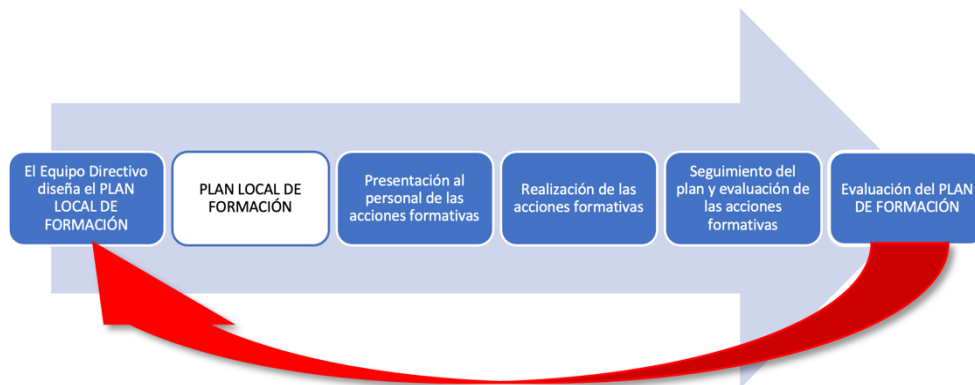 El Equipo Directivo
diseña el PLAN
LOCAL DE
FORMACIÓN
PLAN LOCAL DE
FORMACIÓN
Presentación al
personal de las
acciones formativas
Realización de las
acciones formativas
Seguimiento del
plan y evaluación de
las acciones
formativas
Evaluación del PLAN
DE FORMACIÓN